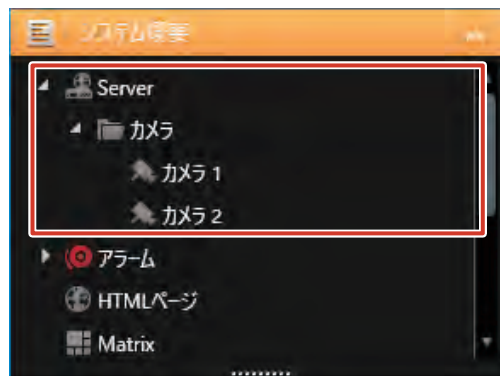 システム概要
Server
カメラ
カメラ 1
カメラ 2
アラーム
HTMLページ
Matrix